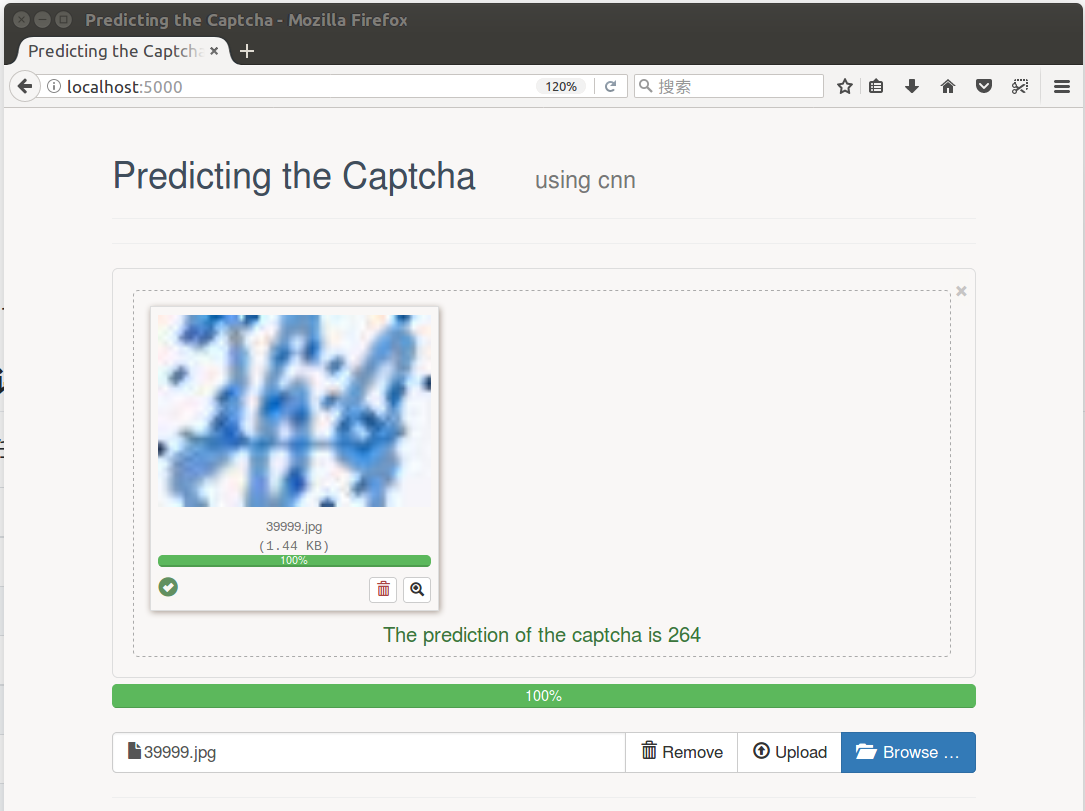 Predicting the Captcha - Mozilla Firefox
Predicting the Captcha
localhost:5000
120%
搜索
Predicting the Captcha using cnn
39999.jpg
(1.44 KB)
100%
The prediction of the captcha is 264
100%
39999.jpg
Remove
Upload
Browse …